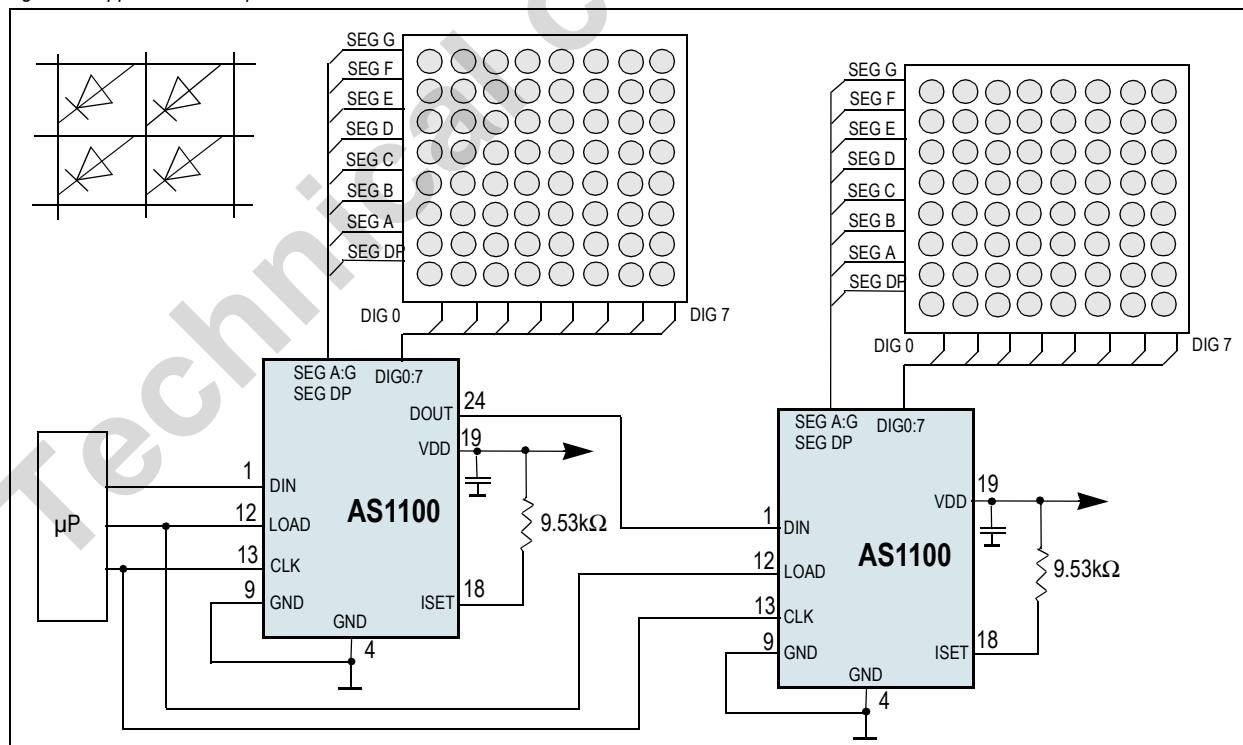 SEG G
SEG F
SEG E
SEG D
SEG C
SEG B
SEG A
SEG DP
DIG 0
DIG 7
SEG G
SEG F
SEG E
SEG D
SEG C
SEG B
SEG A
SEG DP
DIG 0
DIG 7
SEG A:G
SEG DP
DIG0:7
DOUT
24
VDD
19
1
DIN
12
LOAD
13
CLK
9
GND
AS1100
ISET
18
GND
4
9.53kΩ
µP
SEG A:G
SEG DP
DIG0:7
VDD
19
1
DIN
12
LOAD
13
CLK
9
GND
AS1100
ISET
18
GND
4
9.53kΩ
Technical